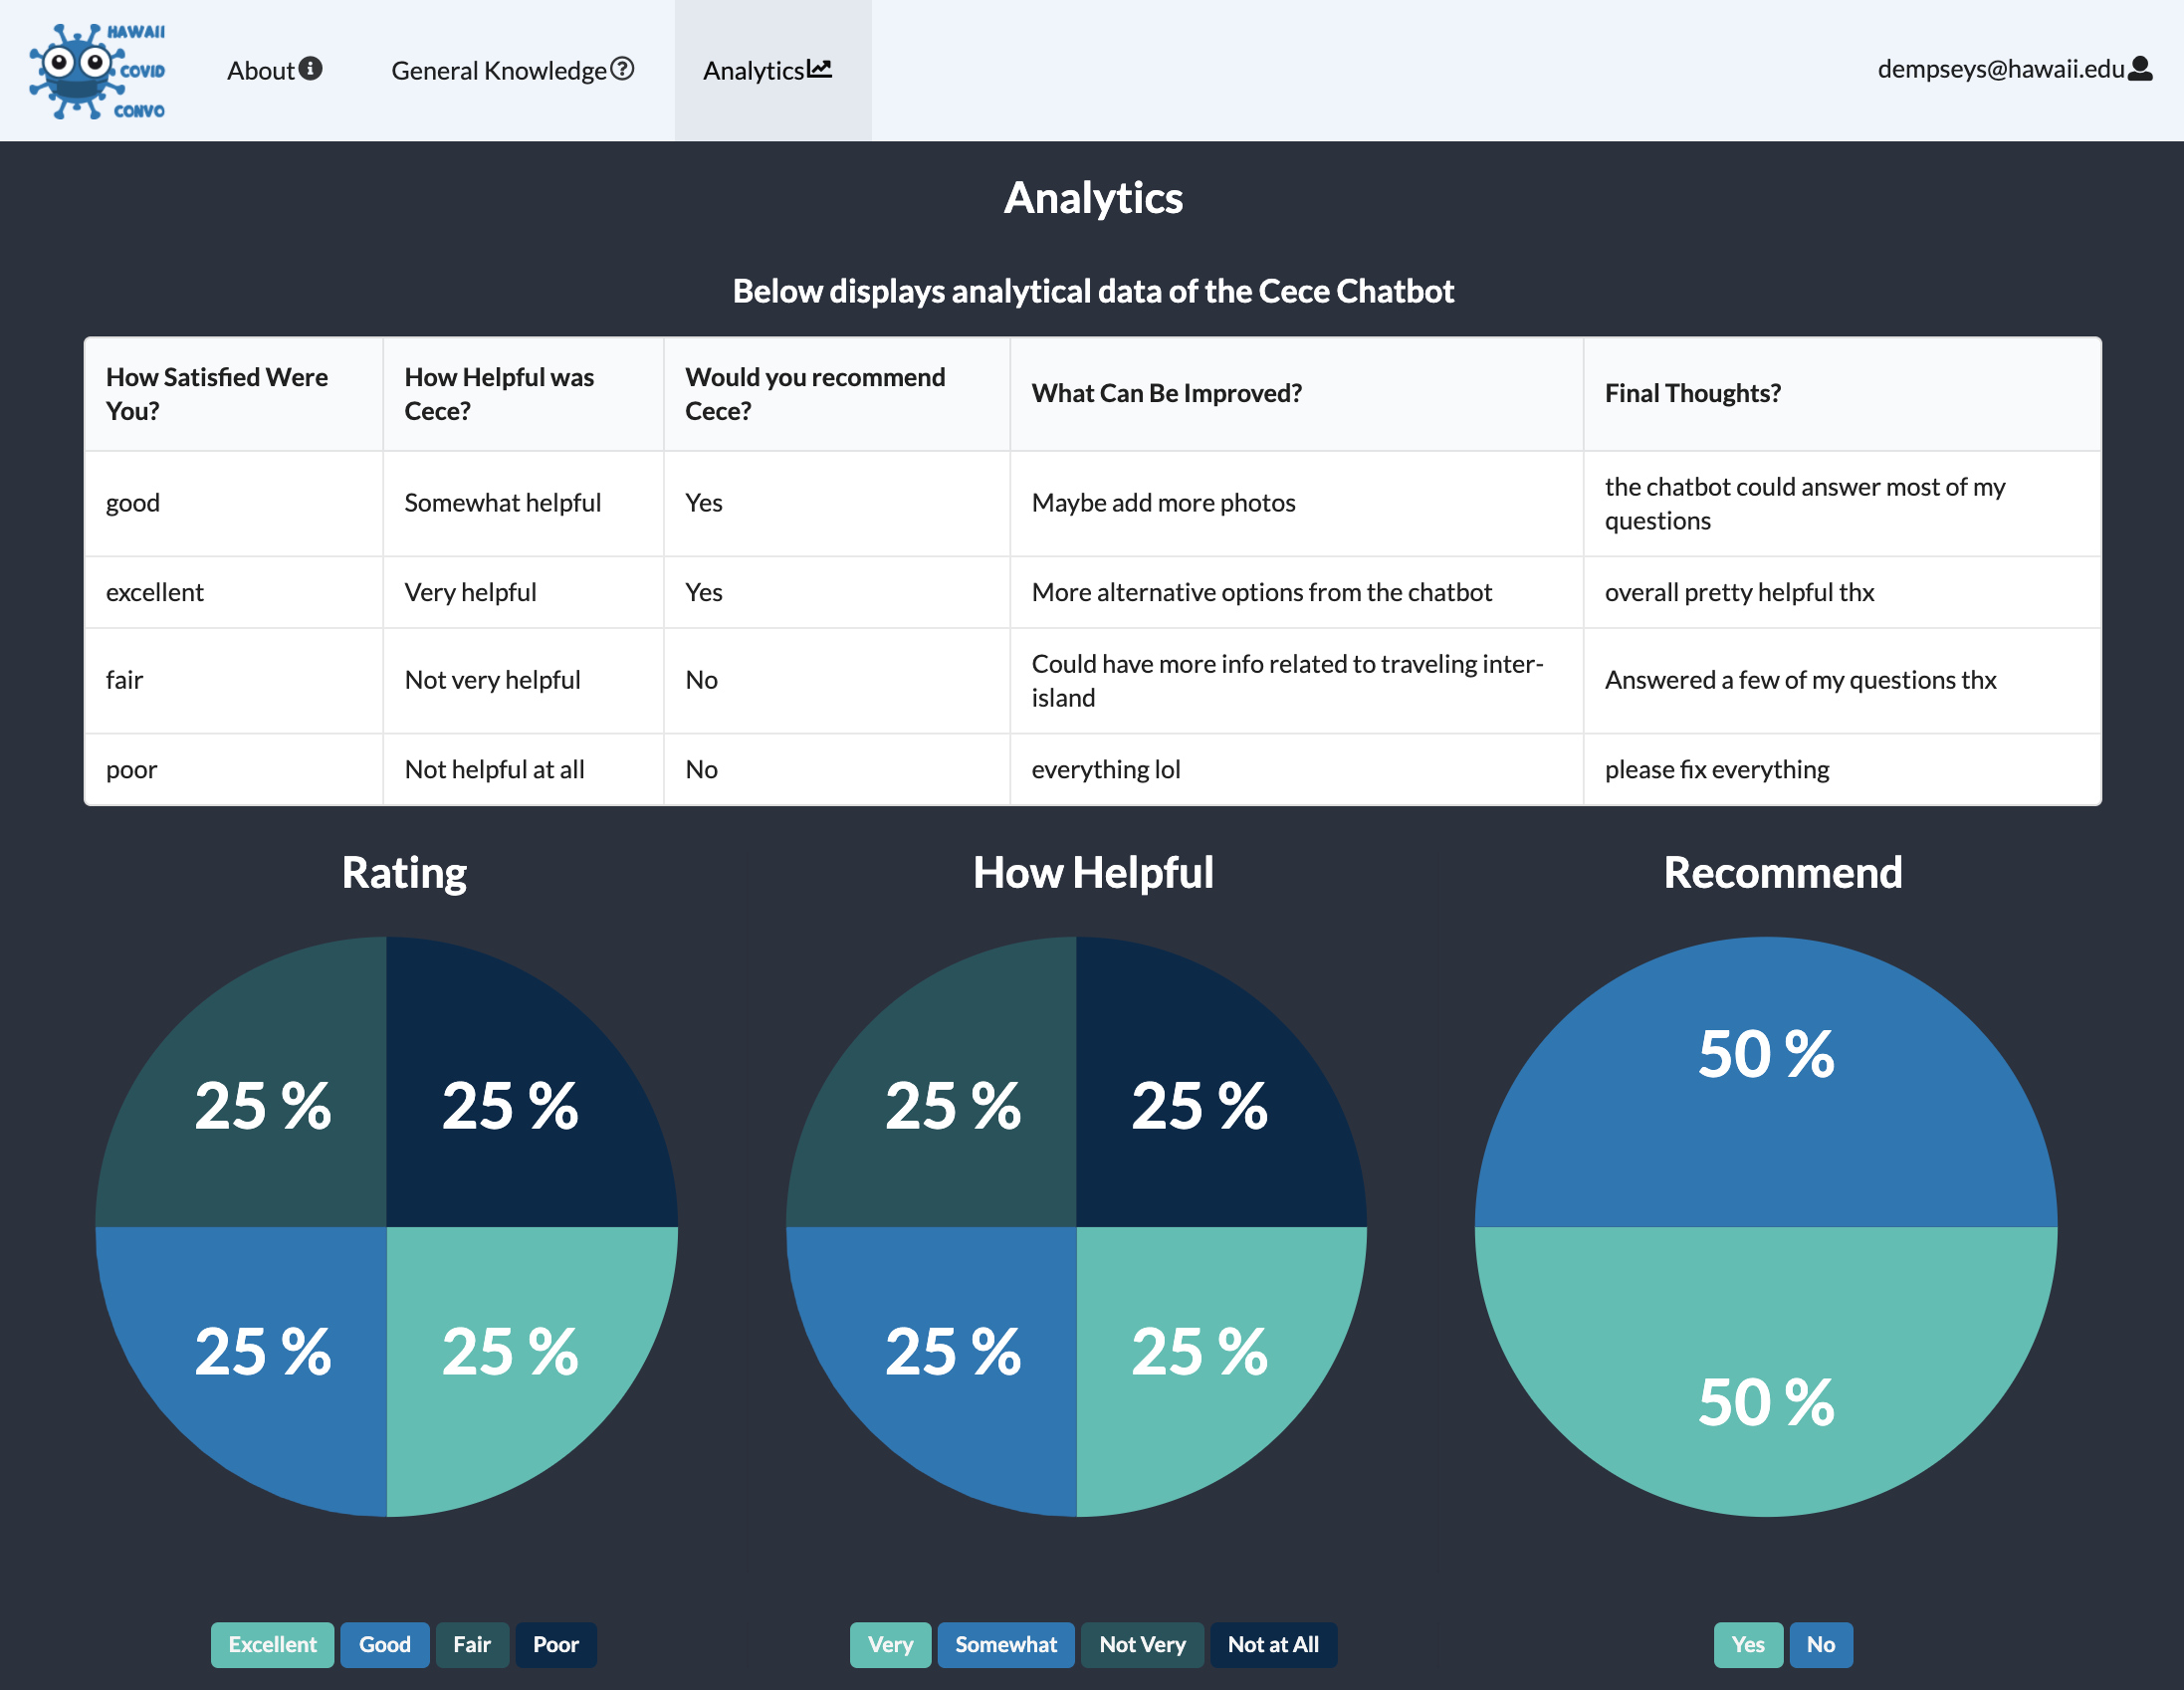 HAWAII
COVID
CONVO
About
General Knowledge
Analytics
dempseys@hawaii.edu
Analytics
Below displays analytical data of the Cece Chatbot
How Satisfied Were
You?
How Helpful was
Cece?
Would you recommend
Cece?
What Can Be Improved?
Final Thoughts?
good
Somewhat helpful
Yes
Maybe add more photos
the chatbot could answer most of my
questions
excellent
Very helpful
Yes
More alternative options from the chatbot
overall pretty helpful thx
fair
Not very helpful
No
Could have more info related to traveling inter-
island
Answered a few of my questions thx
poor
Not helpful at all
No
everything lol
please fix everything
Rating
25 %
25 %
25 %
25 %
Excellent
Good
Fair
Poor
How Helpful
25 %
25 %
25 %
25 %
Very
Somewhat
Not Very
Not at All
Recommend
50 %
50 %
Yes
No